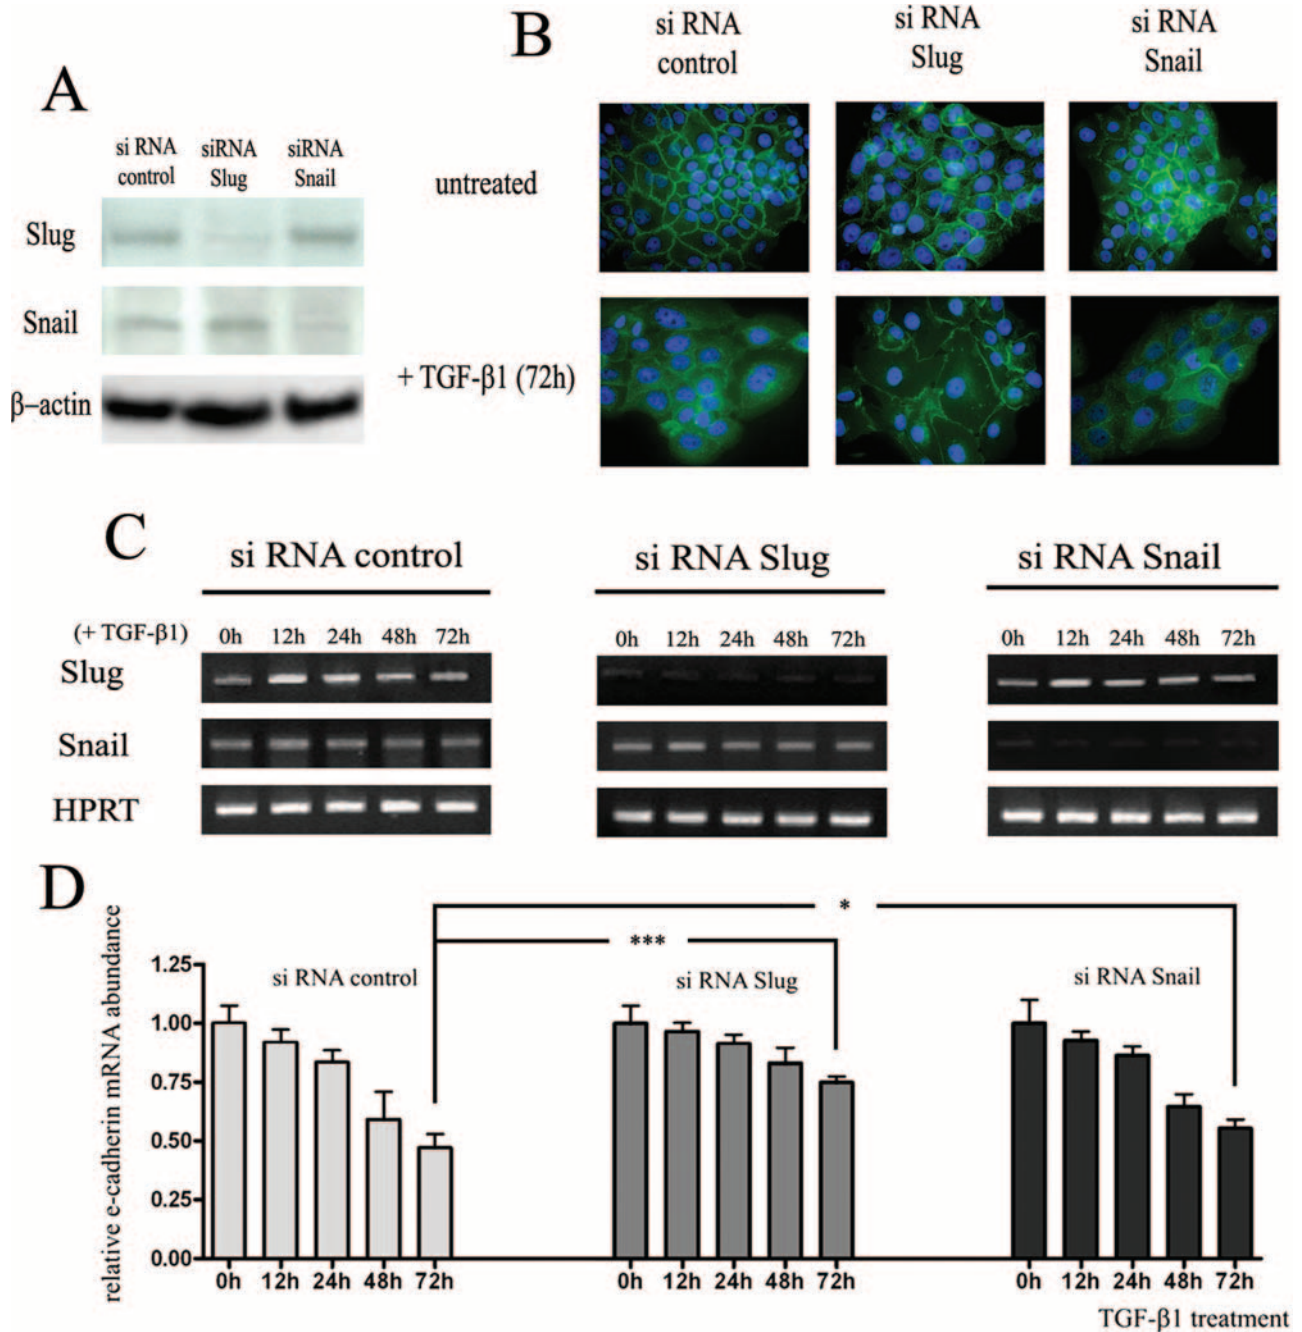 A
si RNA control
siRNA Slug
siRNA Snail
Slug
Snail
β–actin
B
si RNA control
si RNA Slug
si RNA Snail
untreated
+ TGF-β1 (72h)
C
si RNA control
si RNA Slug
si RNA Snail
(+ TGF-β1) 0h 12h 24h 48h 72h
0h 12h 24h 48h 72h
0h 12h 24h 48h 72h
Slug
Snail
HPRT
D
relative e-cadherin mRNA abundance
*
***
si RNA control
si RNA Slug
si RNA Snail
1.25
1.00
0.75
0.50
0.25
0.00
0h 12h 24h 48h 72h
0h 12h 24h 48h 72h
0h 12h 24h 48h 72h
TGF-β1 treatment